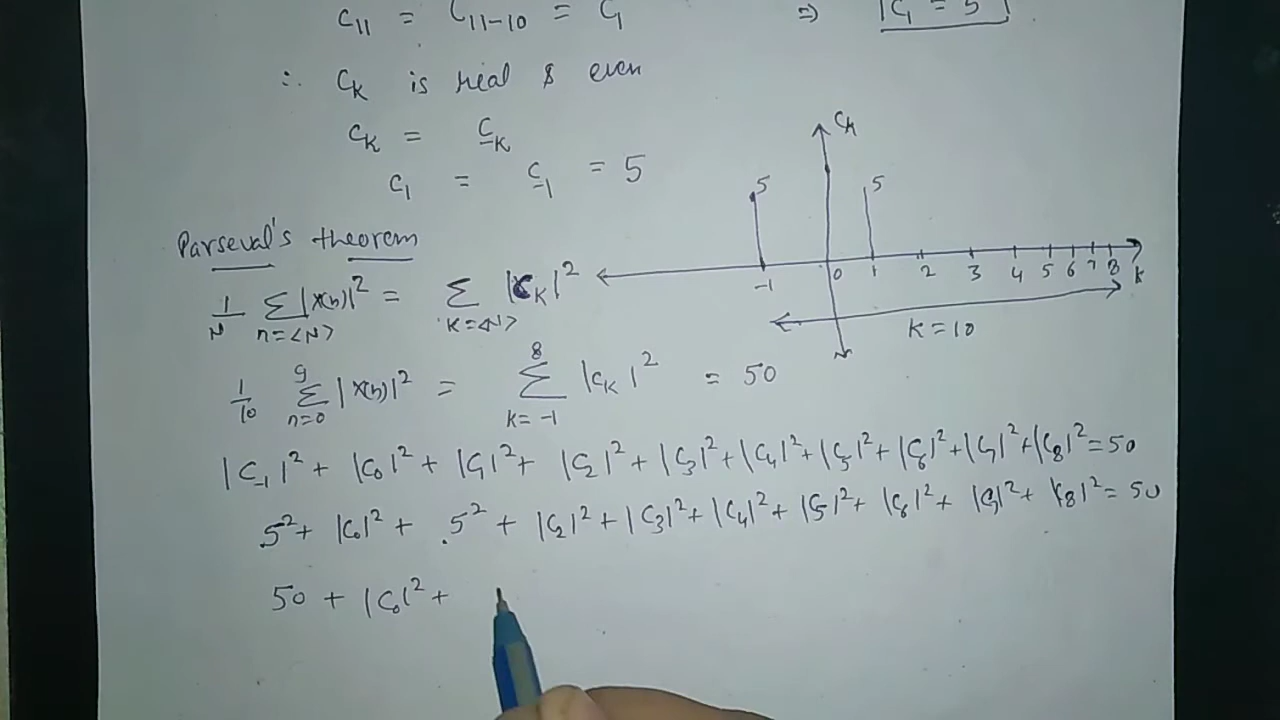 C₁₁ = C₁₁₋₁₀ = C₁ ⇒ |C₁ = 5|
∴ Cₖ is real & even
Cₖ = C₋ₖ
C₁ = C₋₁ = 5
Cₖ
5 5
-1 0 1 2 3 4 5 6 7 8 k
k = 10
Parseval's theorem
1/N Σ n=<N> |x(n)|² = Σ k=<N> |Cₖ|²
1/10 Σ n=0 9 |x(n)|² = Σ k=-1 8 |Cₖ|² = 50
|C₋₁|² + |C₀|² + |C₁|² + |C₂|² + |C₃|² + |C₄|² + |C₅|² + |C₆|² + |C₇|² + |C₈|² = 50
5² + |C₀|² + 5² + |C₂|² + |C₃|² + |C₄|² + |C₅|² + |C₆|² + |C₇|² + |C₈|² = 50
50 + |C₀|² +